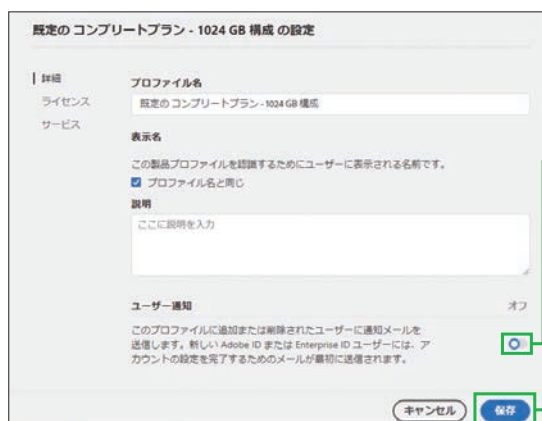 既定の コンプリートプラン - 1024 GB 構成 の設定
詳細
ライセンス
サービス
プロファイル名
既定の コンプリートプラン - 1024 GB 構成
表示名
この製品プロファイルを認識するためにユーザーに表示される名前です。
プロファイル名と同じ
説明
ここに説明を入力
ユーザー通知
オフ
このプロファイルに追加または削除されたユーザーに通知メールを
送信します。新しい Adobe ID または Enterprise ID ユーザーには、ア
カウントの設定を完了するためのメールが最初に送信されます。
キャンセル
保存